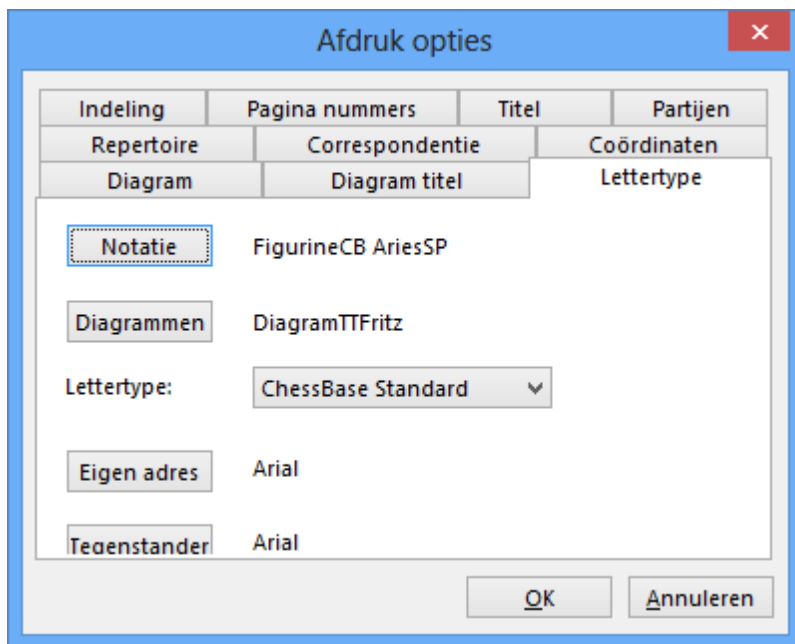 Afdruk opties
Indeling Pagina nummers Titel Partijen
Repertoire Correspondentie Coördinaten
Diagram Diagram titel Lettertype
Notatie FigurineCB AriesSP
Diagrammen DiagramTTFritz
Lettertype: ChessBase Standard
Eigen adres Arial
Tegenstander Arial
OK Annuleren